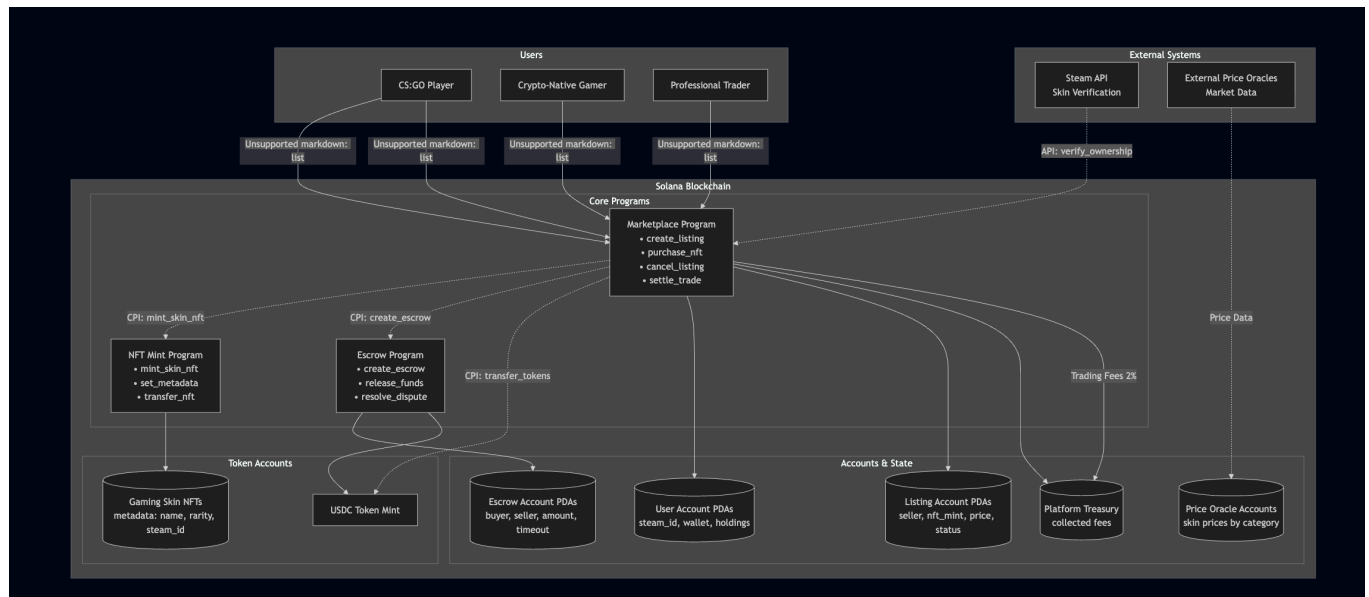 Users
External Systems
CS:GO Player
Crypto-Native Gamer
Professional Trader
Steam API
Skin Verification
External Price Oracles
Market Data
Unsupported markdown:
list
Unsupported markdown:
list
Unsupported markdown:
list
Unsupported markdown:
list
API: verify_ownership
Solana Blockchain
Core Programs
Marketplace Program
• create_listing
• purchase_nft
• cancel_listing
• settle_trade
CPI: mint_skin_nft
CPI: create_escrow
Price Data
NFT Mint Program
• mint_skin_nft
• set_metadata
• transfer_nft
Escrow Program
• create_escrow
• release_funds
• resolve_dispute
CPI: transfer_tokens
Trading Fees 2%
Token Accounts
Accounts & State
Gaming Skin NFTs
metadata: name, rarity,
steam_id
USDC Token Mint
Escrow Account PDAs
buyer, seller, amount,
timeout
User Account PDAs
steam_id, wallet, holdings
Listing Account PDAs
seller, nft_mint, price,
status
Platform Treasury
collected fees
Price Oracle Accounts
skin prices by category